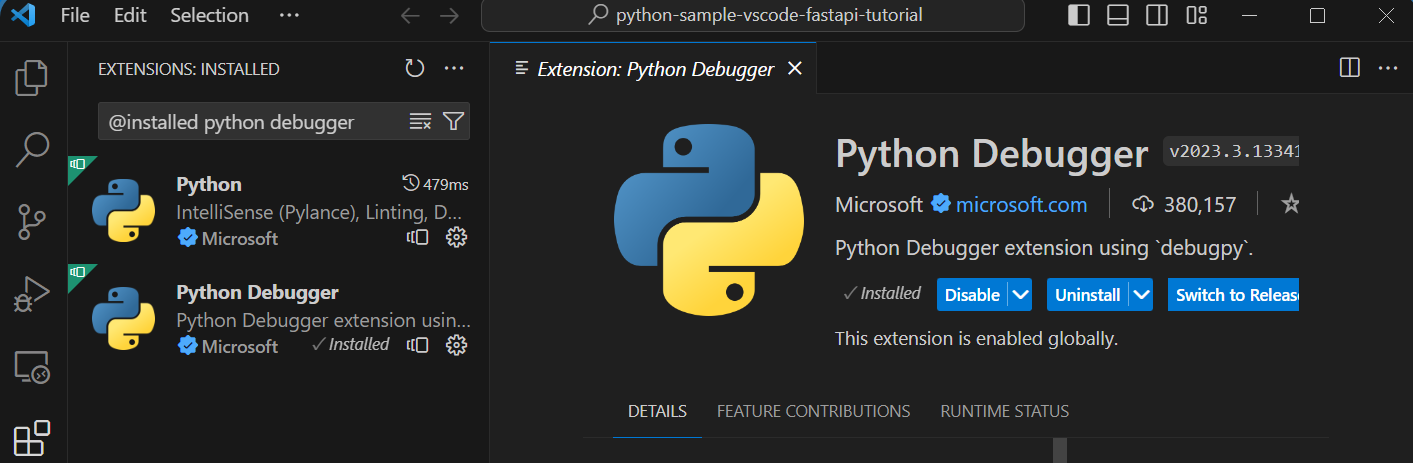 File Edit Selection ··· python-sample-vscode-fastapi-tutorial
EXTENSIONS: INSTALLED
@installed python debugger
Python 479ms
IntelliSense (Pylance), Linting, D...
Microsoft
Python Debugger
Python Debugger extension usin...
Microsoft ✓Installed
Extension: Python Debugger
Python Debugger v2023.3.13341
Microsoft microsoft.com 380,157
Python Debugger extension using `debugpy`.
✓Installed Disable Uninstall Switch to Releas
This extension is enabled globally.
DETAILS FEATURE CONTRIBUTIONS RUNTIME STATUS